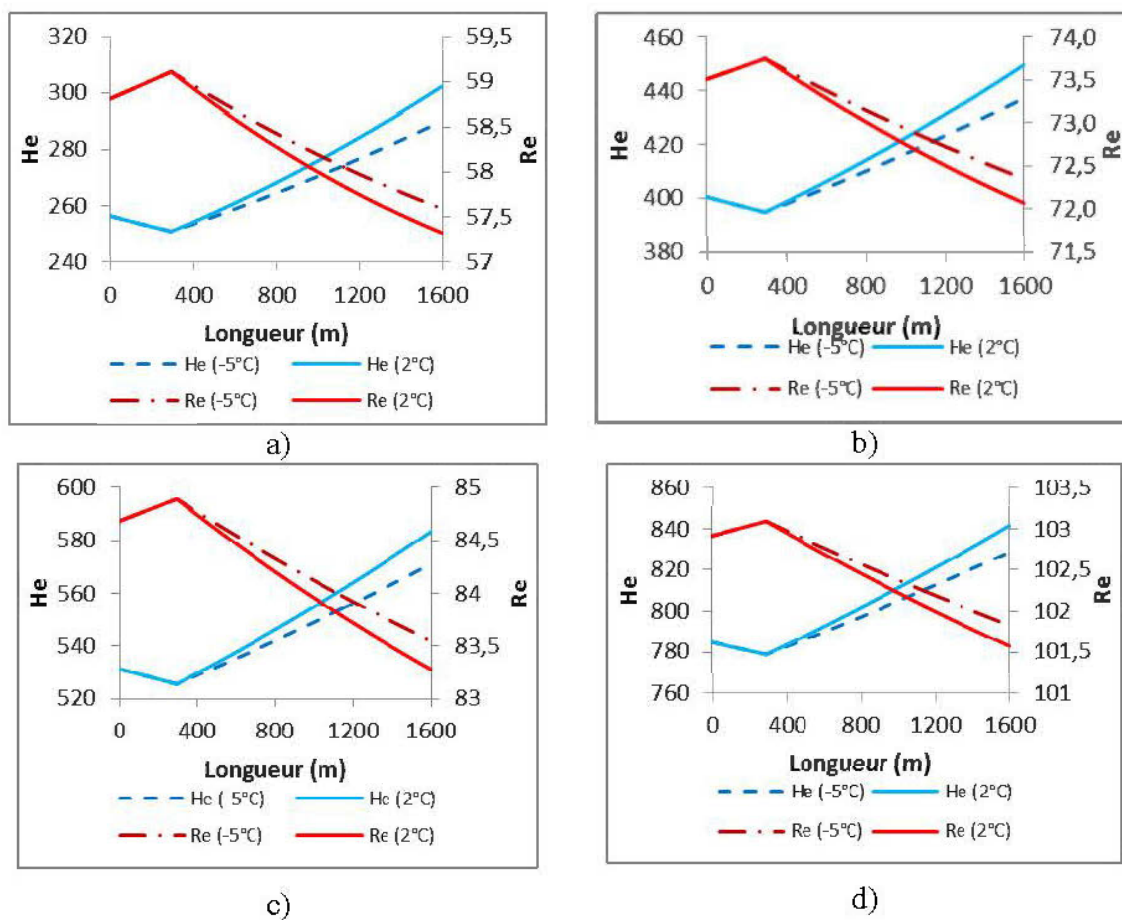 320
300
280
260
240
He
59,5
59
58,5
58
57,5
57
Re
0 400 800 1200 1600
Longueur (m)
He (-5°C) He (2°C)
Re (-5°C) Re (2°C)
a)
460
440
420
400
380
He
74,0
73,5
73,0
72,5
72,0
71,5
Re
0 400 800 1200 1600
Longueur (m)
He (-5°C) He (2°C)
Re (-5°C) Re (2°C)
b)
600
580
560
540
520
He
85
84,5
84
83,5
83
Re
0 400 800 1200 1600
Longueur (m)
He (-5°C) He (2°C)
Re (-5°C) Re (2°C)
c)
860
840
820
800
780
760
He
103,5
103
102,5
102
101,5
101
Re
0 400 800 1200 1600
Longueur (m)
He (-5°C) He (2°C)
Re (-5°C) Re (2°C)
d)